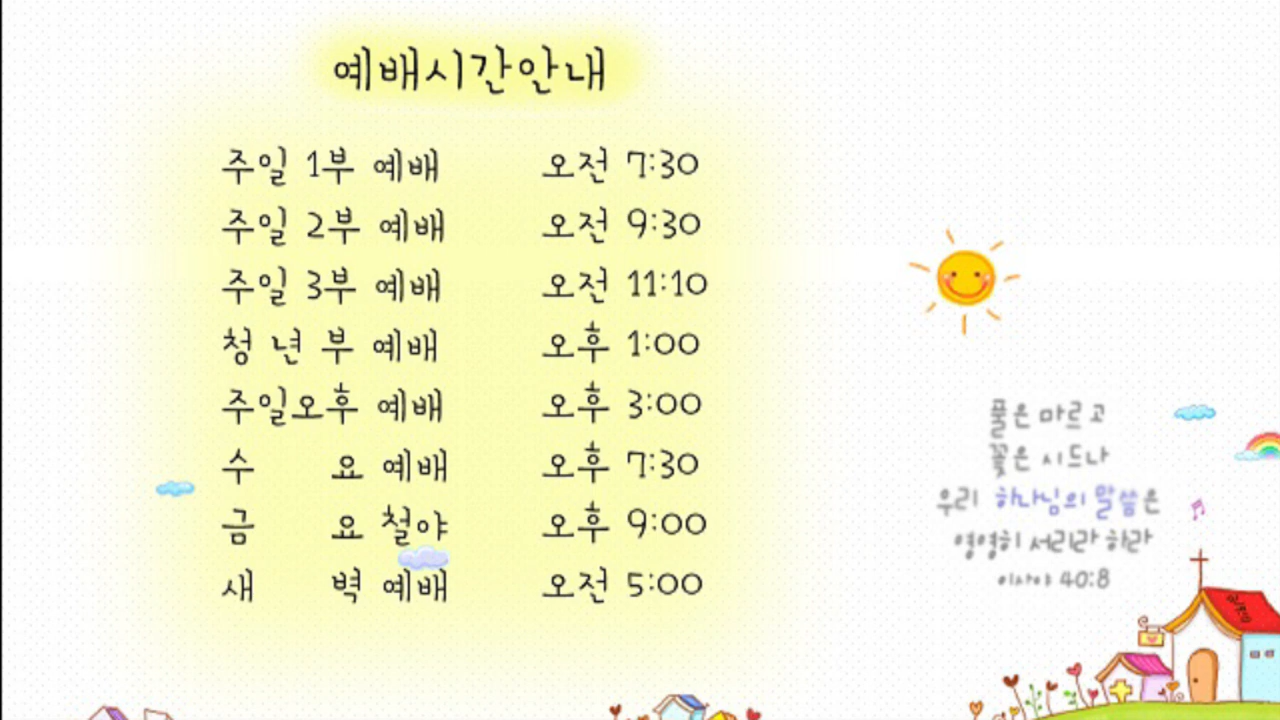 예배시간안내
주일 1부 예배 오전 7:30
주일 2부 예배 오전 9:30
주일 3부 예배 오전 11:10
청 년 부 예배 오후 1:00
주일오후 예배 오후 3:00
수 요 예배 오후 7:30
금 요 철야 오후 9:00
새 벽 예배 오전 5:00
풀은 마르고
꽃은 시드나
우리 하나님의 말씀은
영영히 서리라 하라
이사야 40:8